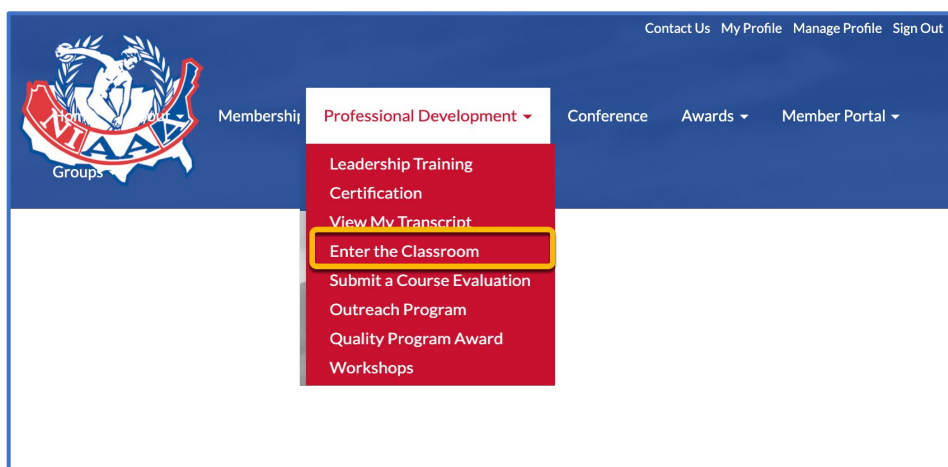 Contact Us My Profile Manage Profile Sign Out
Membership Professional Development Conference Awards Member Portal
NIAAA
Groups
Leadership Training
Certification
View My Transcript
Enter the Classroom
Submit a Course Evaluation
Outreach Program
Quality Program Award
Workshops